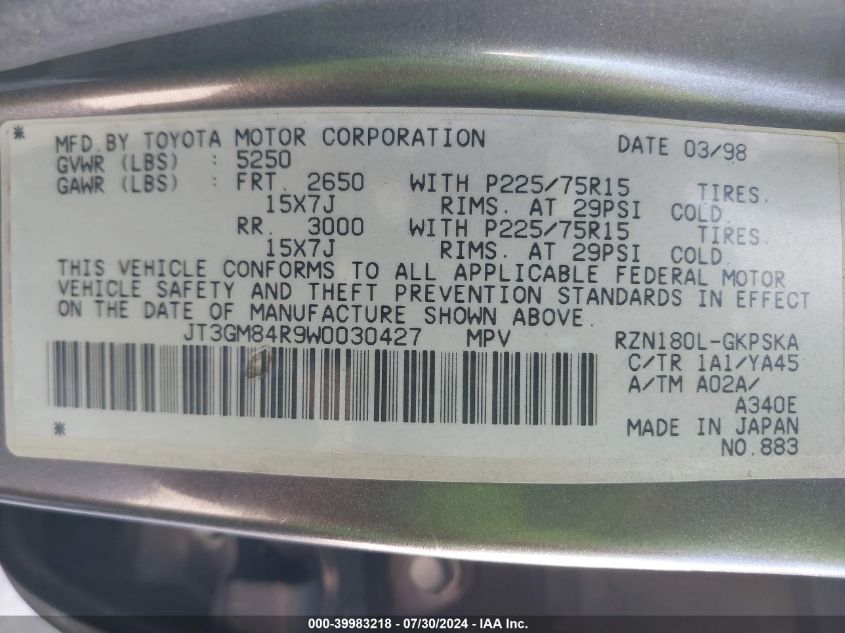 * MFD. BY TOYOTA MOTOR CORPORATION DATE 03/98
GVWR (LBS) : 5250
GAWR (LBS) : FRT. 2650 WITH P225/75R15 TIRES.
15X7J RIMS. AT 29PSI COLD.
RR. 3000 WITH P225/75R15 TIRES.
15X7J RIMS. AT 29PSI COLD.
THIS VEHICLE CONFORMS TO ALL APPLICABLE FEDERAL MOTOR
VEHICLE SAFETY AND THEFT PREVENTION STANDARDS IN EFFECT
ON THE DATE OF MANUFACTURE SHOWN ABOVE.
JT3GM84R9W0030427 MPV RZN180L-GKPSKA
C/TR 1A1/YA45
A/TM A02A/
A340E
* MADE IN JAPAN
NO.883
000-39983218 - 07/30/2024 - IAA Inc.